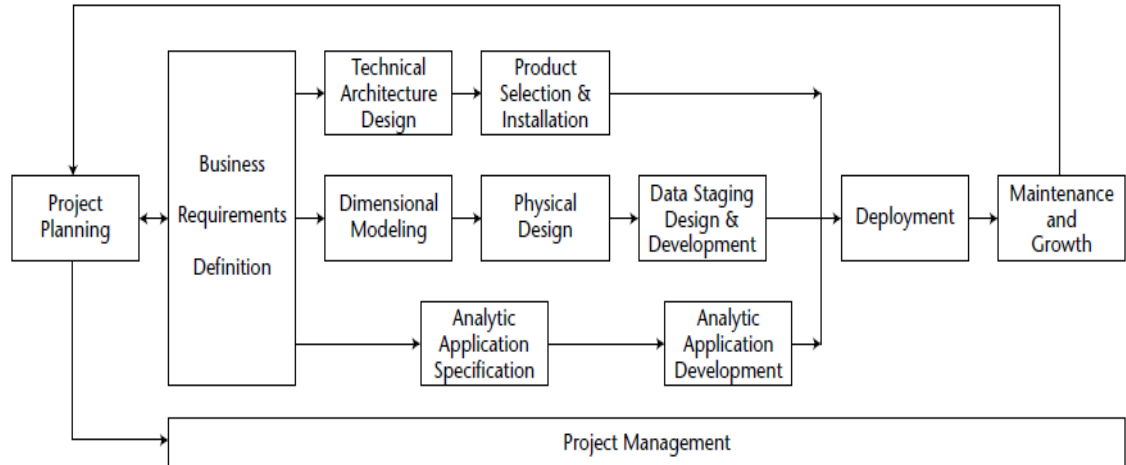 Technical
Architecture
Design
Product
Selection &
Installation
Business
Requirements
Definition
Project
Planning
Dimensional
Modeling
Physical
Design
Data Staging
Design &
Development
Deployment
Maintenance
and
Growth
Analytic
Application
Specification
Analytic
Application
Development
Project Management